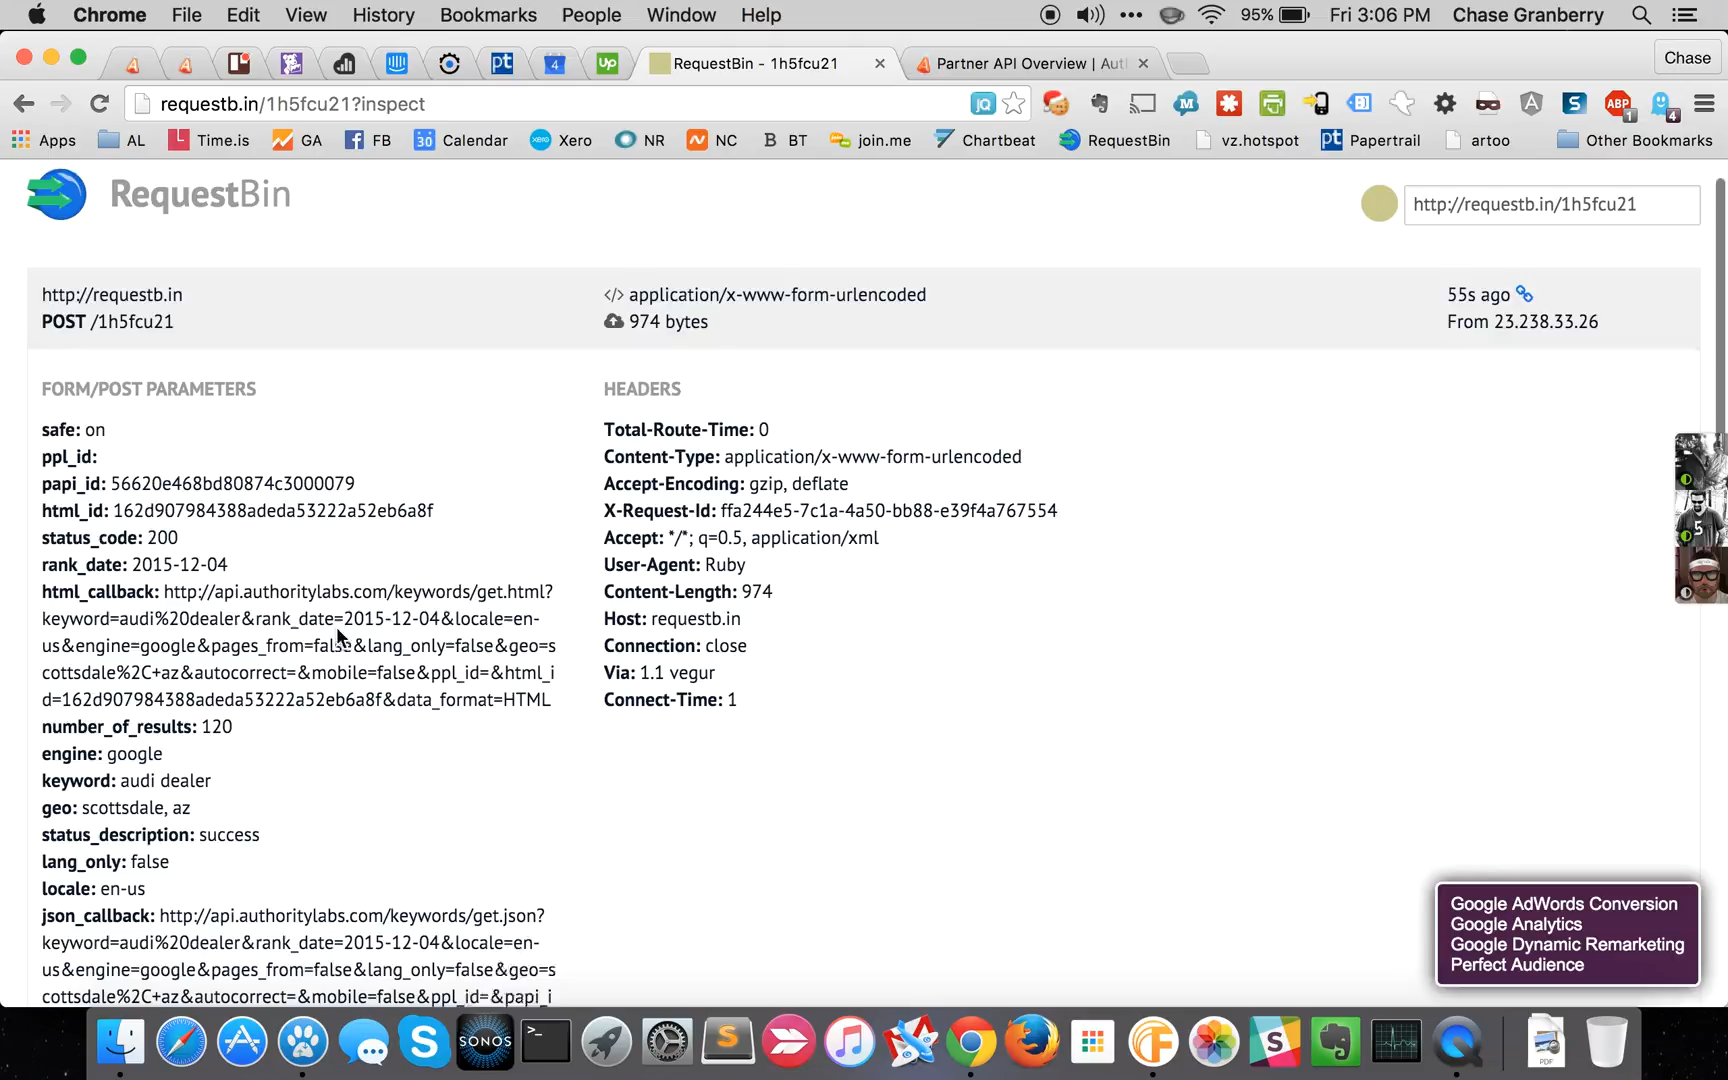 Chrome File Edit View History Bookmarks People Window Help 95% Fri 3:06 PM Chase Granberry
pt 4 Up RequestBin - 1h5fcu21 Partner API Overview | Aut Chase
requestb.in/1h5fcu21?inspect JQ M S ABP 1 4
Apps AL Time.is GA FB 30 Calendar xero Xero NR NC B BT join.me Chartbeat RequestBin vz.hotspot pt Papertrail artoo Other Bookmarks
RequestBin
http://requestb.in/1h5fcu21
http://requestb.in </> application/x-www-form-urlencoded 55s ago
POST /1h5fcu21 974 bytes From 23.238.33.26
FORM/POST PARAMETERS
safe: on
ppl_id:
papi_id: 56620e468bd80874c3000079
html_id: 162d907984388adeda53222a52eb6a8f
status_code: 200
rank_date: 2015-12-04
html_callback: http://api.authoritylabs.com/keywords/get.html?
keyword=audi%20dealer&rank_date=2015-12-04&locale=en-
us&engine=google&pages_from=false&lang_only=false&geo=s
cottsdale%2C+az&autocorrect=&mobile=false&ppl_id=&html_i
d=162d907984388adeda53222a52eb6a8f&data_format=HTML
number_of_results: 120
engine: google
keyword: audi dealer
geo: scottsdale, az
status_description: success
lang_only: false
locale: en-us
json_callback: http://api.authoritylabs.com/keywords/get.json?
keyword=audi%20dealer&rank_date=2015-12-04&locale=en-
us&engine=google&pages_from=false&lang_only=false&geo=s
cottsdale%2C+az&autocorrect=&mobile=false&ppl_id=&papi_i
HEADERS
Total-Route-Time: 0
Content-Type: application/x-www-form-urlencoded
Accept-Encoding: gzip, deflate
X-Request-Id: ffa244e5-7c1a-4a50-bb88-e39f4a767554
Accept: */*; q=0.5, application/xml
User-Agent: Ruby
Content-Length: 974
Host: requestb.in
Connection: close
Via: 1.1 vegur
Connect-Time: 1
5
Google AdWords Conversion
Google Analytics
Google Dynamic Remarketing
Perfect Audience
SONOS
PDF